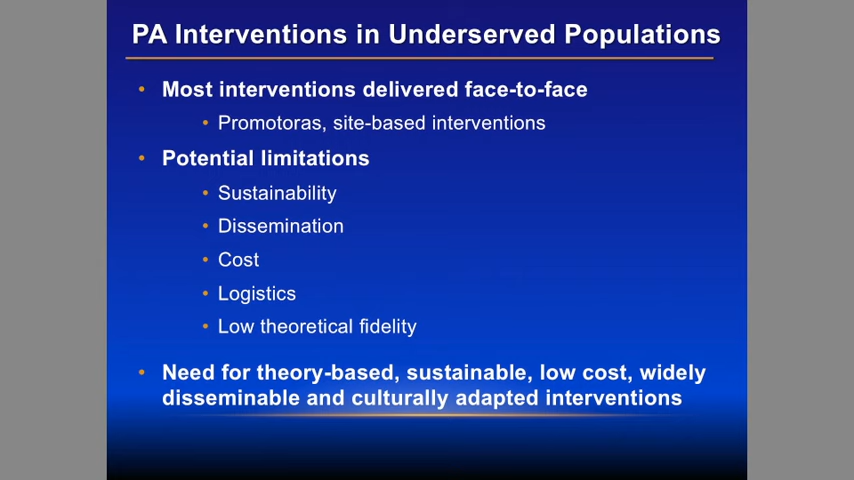 PA Interventions in Underserved Populations
• Most interventions delivered face-to-face
• Promotoras, site-based interventions
• Potential limitations
• Sustainability
• Dissemination
• Cost
• Logistics
• Low theoretical fidelity
• Need for theory-based, sustainable, low cost, widely
disseminable and culturally adapted interventions